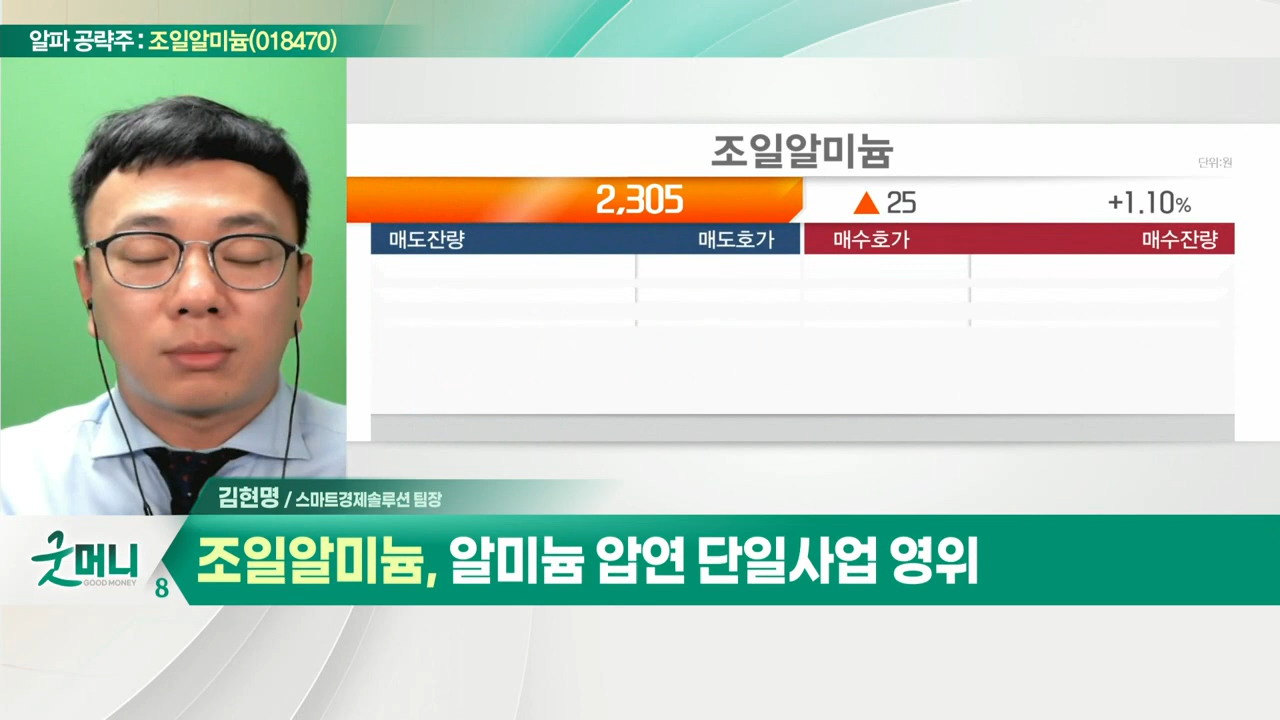 알파 공략주 : 조일알미늄(018470)
조일알미늄
단위:원
2,305 ▲ 25 +1.10%
매도잔량 매도호가 매수호가 매수잔량
김현명 / 스마트경제솔루션 팀장
굿머니
GOOD MONEY
8
조일알미늄, 알미늄 압연 단일사업 영위